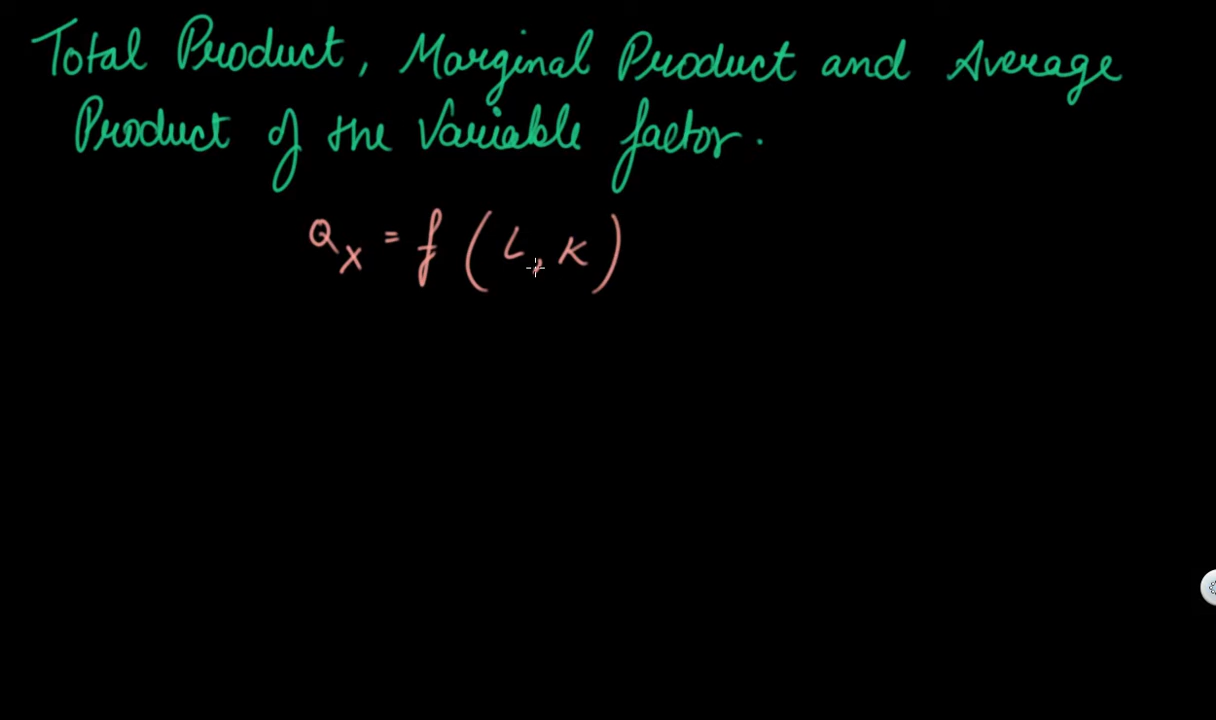 Total Product, Marginal Product and Average
Product of the Variable factor.
Qx = f (L, K)